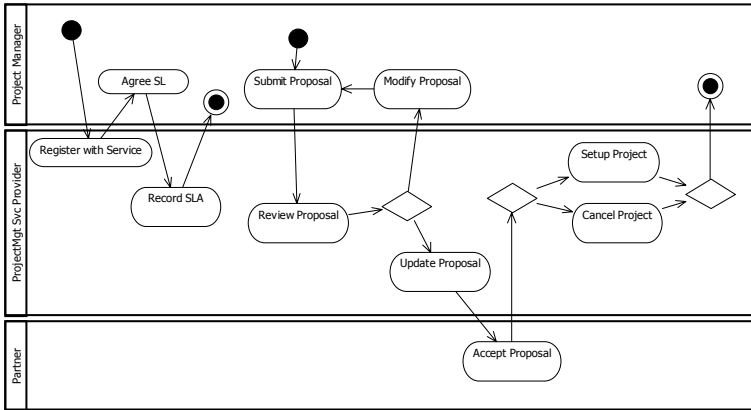 Project Manager
Agree SL
Submit Proposal
Modify Proposal
ProjectMgt Svc Provider
Register with Service
Record SLA
Review Proposal
Update Proposal
Setup Project
Cancel Project
Partner
Accept Proposal